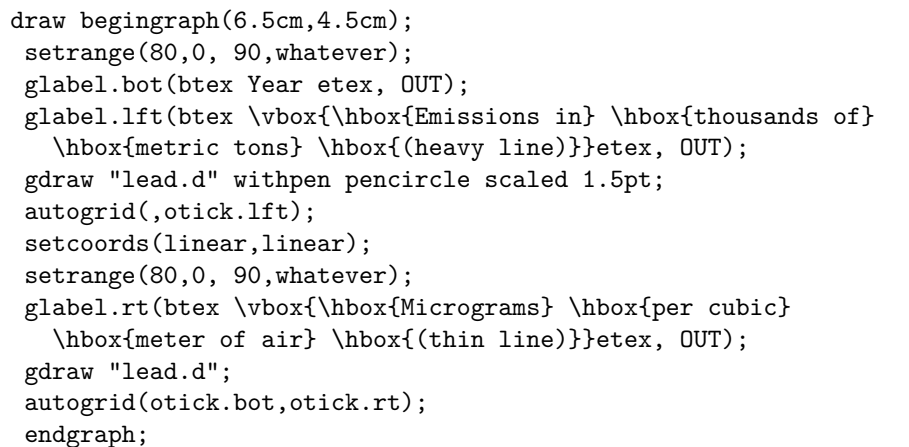 draw begingraph(6.5cm,4.5cm);
setrange(80,0, 90,whatever);
glabel.bot(btex Year etex, OUT);
glabel.lft(btex \vbox{\hbox{Emissions in} \hbox{thousands of}
\hbox{metric tons} \hbox{(heavy line)}}etex, OUT);
gdraw "lead.d" withpen pencircle scaled 1.5pt;
autogrid(,otick.lft);
setcoords(linear,linear);
setrange(80,0, 90,whatever);
glabel.rt(btex \vbox{\hbox{Micrograms} \hbox{per cubic}
\hbox{meter of air} \hbox{(thin line)}}etex, OUT);
gdraw "lead.d";
autogrid(otick.bot,otick.rt);
endgraph;